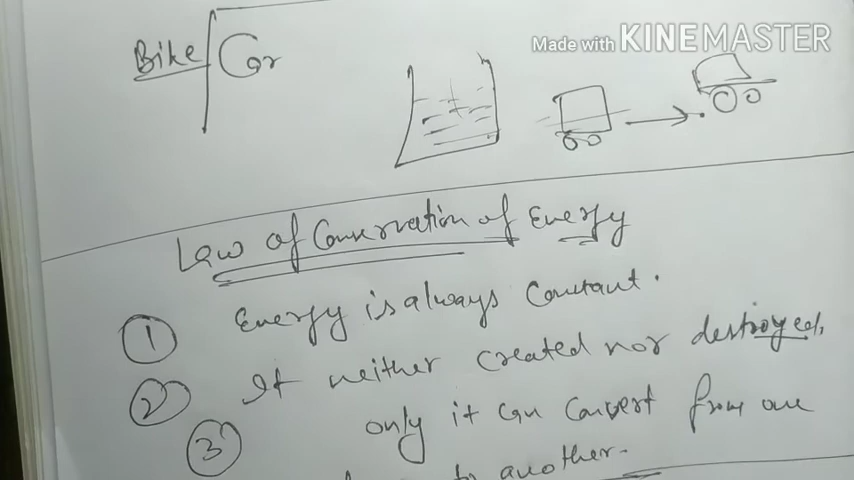 Made with KINEMASTER
Bike Car
Law of Conservation of Energy
1 Energy is always Constant.
2 It neither created nor destroyed,
3 only it can convert from one
to another.